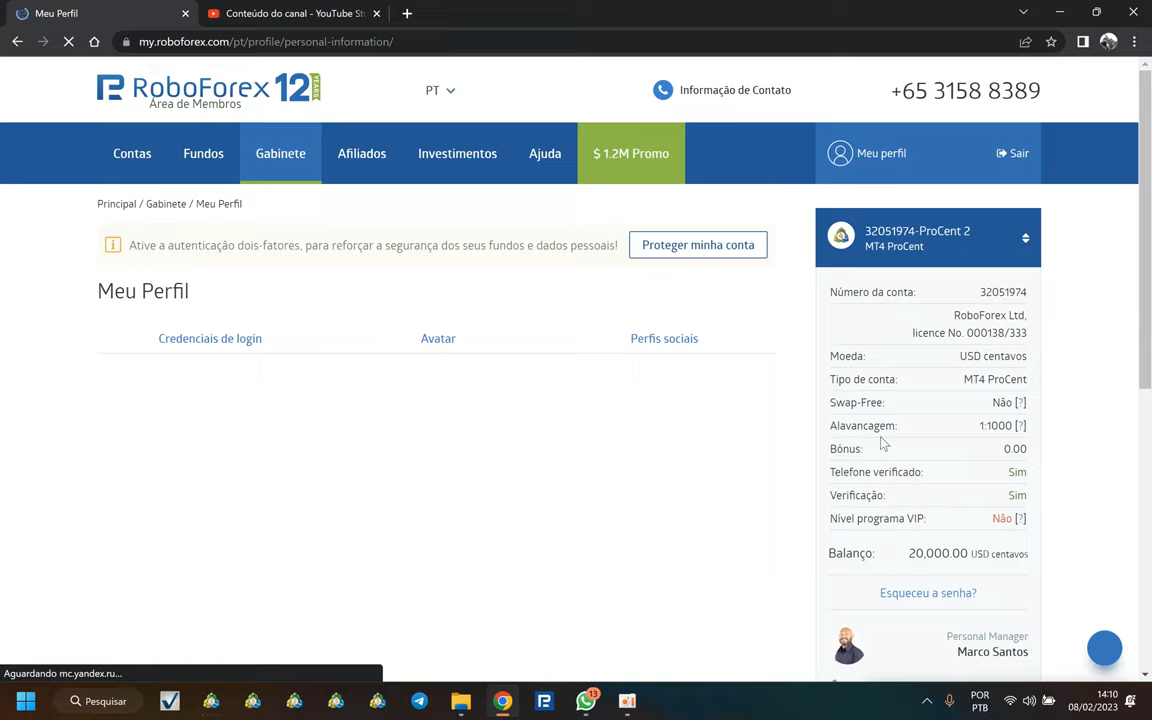 Meu Perfil
Conteúdo do canal - YouTube St
my.roboforex.com/pt/profile/personal-information/
RoboForex 12 YEARS
Área de Membros
PT
Informação de Contato
+65 3158 8389
Contas
Fundos
Gabinete
Afiliados
Investimentos
Ajuda
$ 1.2M Promo
Meu perfil
Sair
Principal / Gabinete / Meu Perfil
Ative a autenticação dois-fatores, para reforçar a segurança dos seus fundos e dados pessoais!
Proteger minha conta
Meu Perfil
Credenciais de login
Avatar
Perfis sociais
32051974-ProCent 2
MT4 ProCent
Número da conta: 32051974
RoboForex Ltd,
licence No. 000138/333
Moeda: USD centavos
Tipo de conta: MT4 ProCent
Swap-Free: Não [?]
Alavancagem: 1:1000 [?]
Bónus: 0.00
Telefone verificado: Sim
Verificação: Sim
Nível programa VIP: Não [?]
Balanço: 20,000.00 USD centavos
Esqueceu a senha?
Personal Manager
Marco Santos
Aguardando mc.yandex.ru...
Pesquisar
13
POR
PTB
14:10
08/02/2023